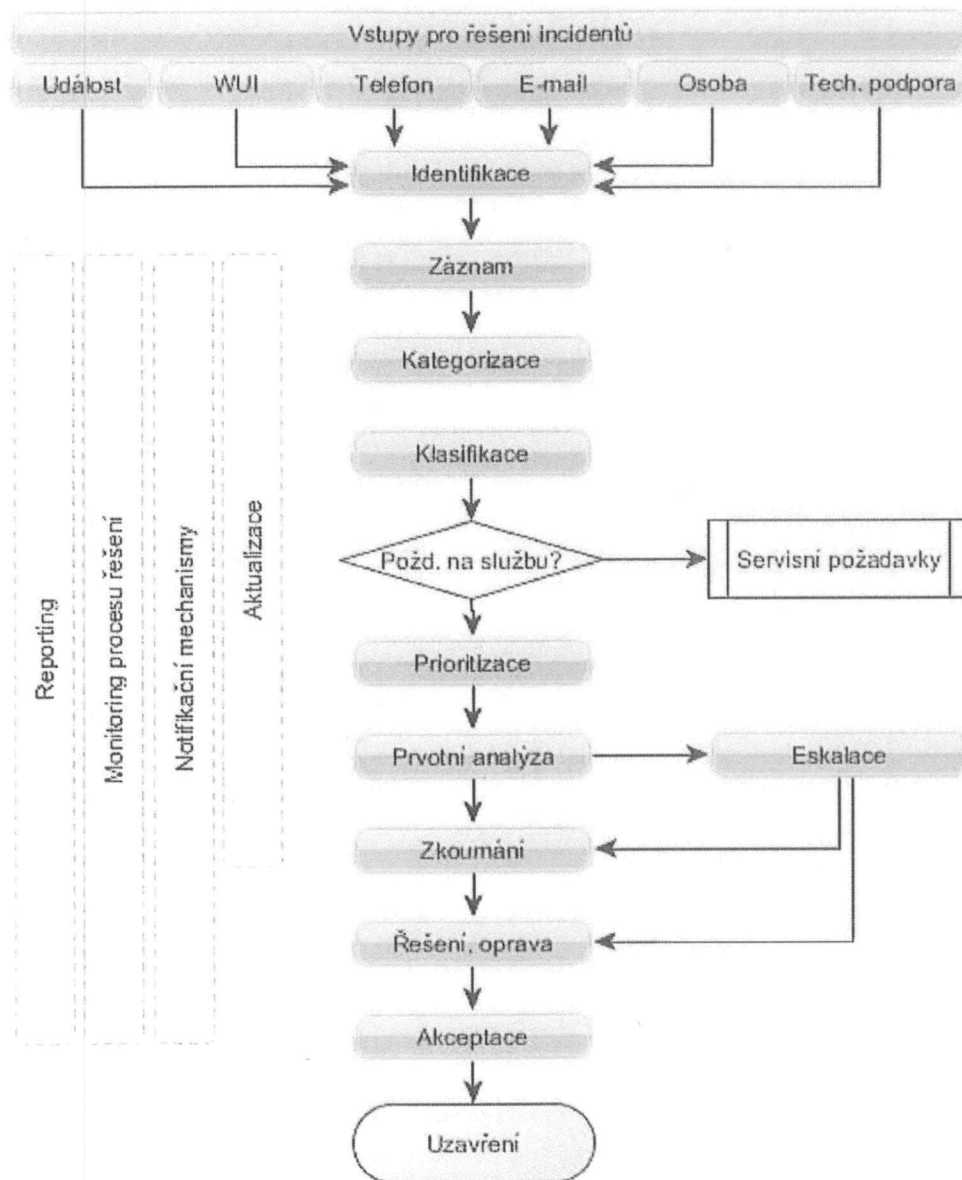 Vstupy pro řešení incidentů
Událost
WUI
Telefon
E-mail
Osoba
Tech. podpora
Identifikace
Záznam
Kategorizace
Klasifikace
Požd. na službu?
Servisní požadavky
Prioritizace
Prvotní analýza
Eskalace
Zkoumání
Řešení, oprava
Akceptace
Uzavření
Reporting
Monitoring procesu řešení
Notifikační mechanismy
Aktualizace